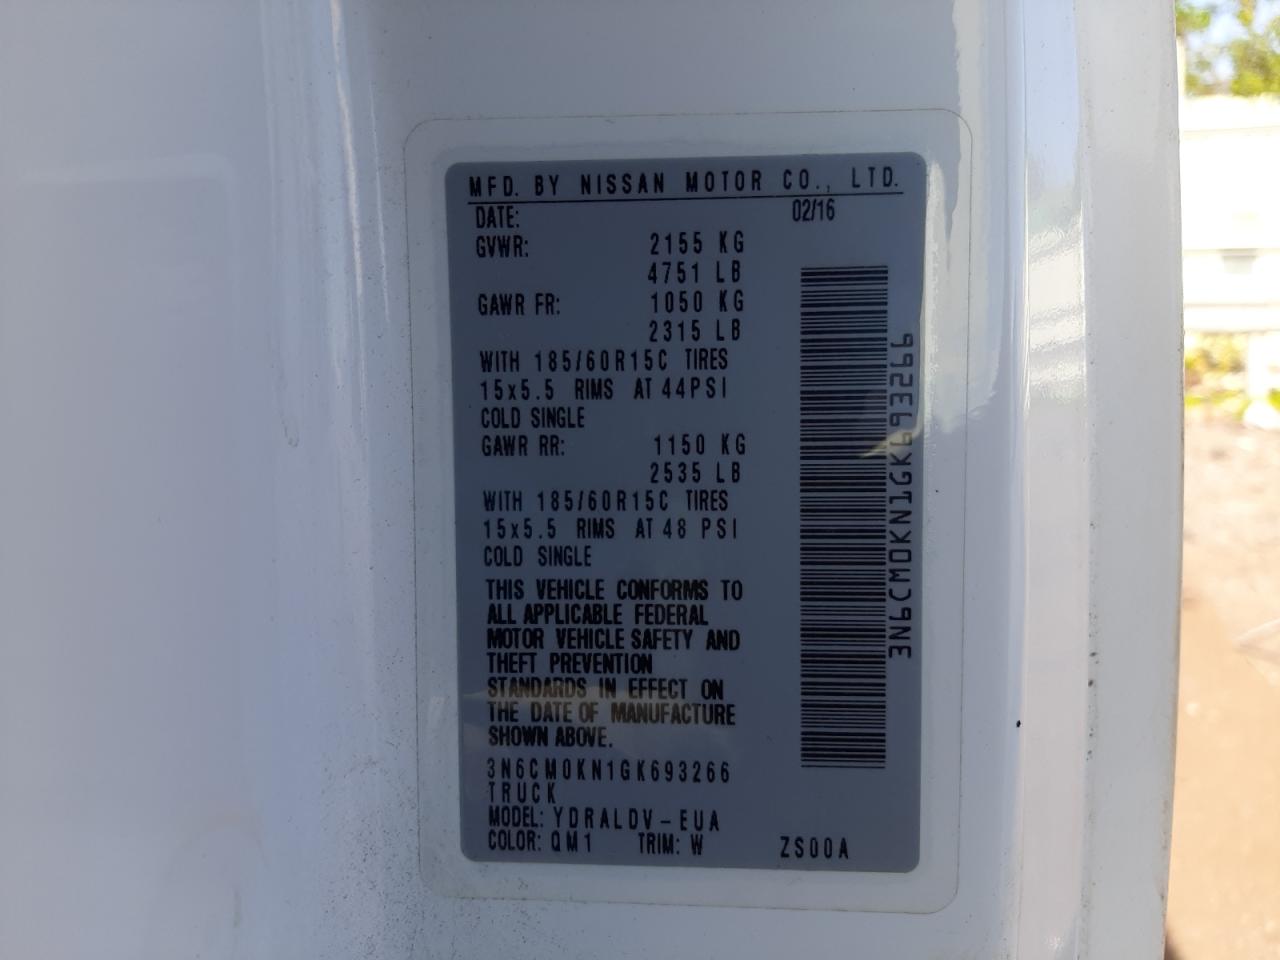 MFD. BY NISSAN MOTOR CO., LTD.
DATE: 02/16
GVWR: 2155 KG
4751 LB
GAWR FR: 1050 KG
2315 LB
WITH 185/60R15C TIRES
15x5.5 RIMS AT 44PSI
COLD SINGLE
GAWR RR: 1150 KG
2535 LB
WITH 185/60R15C TIRES
15x5.5 RIMS AT 48 PSI
COLD SINGLE
THIS VEHICLE CONFORMS TO
ALL APPLICABLE FEDERAL
MOTOR VEHICLE SAFETY AND
THEFT PREVENTION
STANDARDS IN EFFECT ON
THE DATE OF MANUFACTURE
SHOWN ABOVE.
3N6CM0KN1GK693266
TRUCK
MODEL: YDRALDV-EUA
COLOR: QM1 TRIM: W ZS00A
3N6CM0KN1GK693266